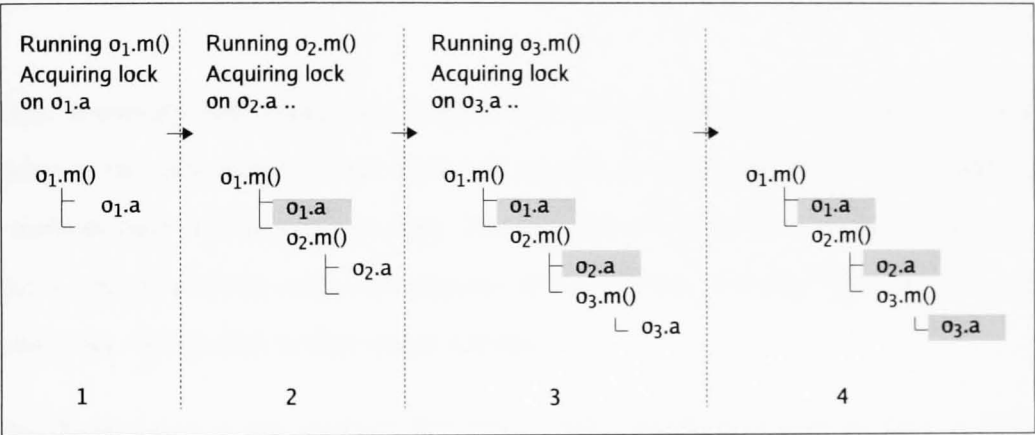 Running o₁.m()
Acquiring lock
on o₁.a
o₁.m()
o₁.a
1
Running o₂.m()
Acquiring lock
on o₂.a ..
o₁.m()
o₁.a
o₂.m()
o₂.a
2
Running o₃.m()
Acquiring lock
on o₃.a ..
o₁.m()
o₁.a
o₂.m()
o₂.a
o₃.m()
o₃.a
3
o₁.m()
o₁.a
o₂.m()
o₂.a
o₃.m()
o₃.a
4